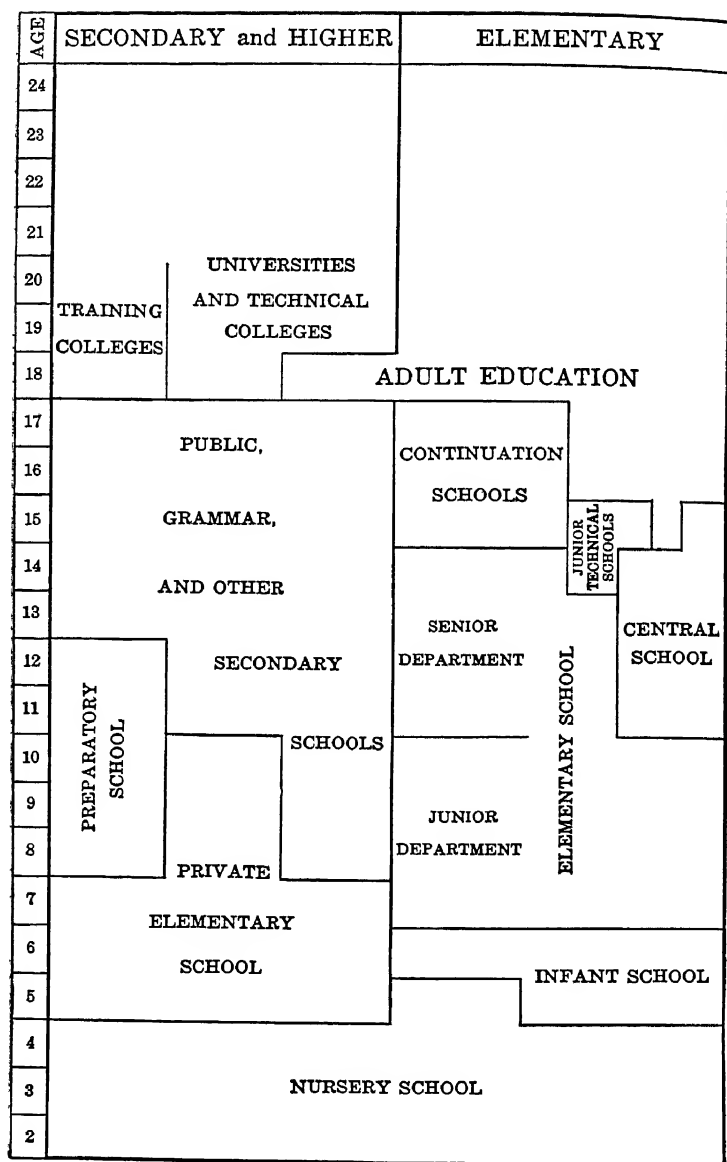 AGE
SECONDARY and HIGHER
ELEMENTARY
24
23
22
21
20
19
18
17
16
15
14
13
12
11
10
9
8
7
6
5
4
3
2
TRAINING
COLLEGES
UNIVERSITIES
AND TECHNICAL
COLLEGES
ADULT EDUCATION
PUBLIC,
GRAMMAR,
AND OTHER
SECONDARY
SCHOOLS
CONTINUATION
SCHOOLS
JUNIOR
TECHNICAL
SCHOOLS
SENIOR
DEPARTMENT
CENTRAL
SCHOOL
ELEMENTARY SCHOOL
PREPARATORY
SCHOOL
JUNIOR
DEPARTMENT
PRIVATE
ELEMENTARY
SCHOOL
INFANT SCHOOL
NURSERY SCHOOL